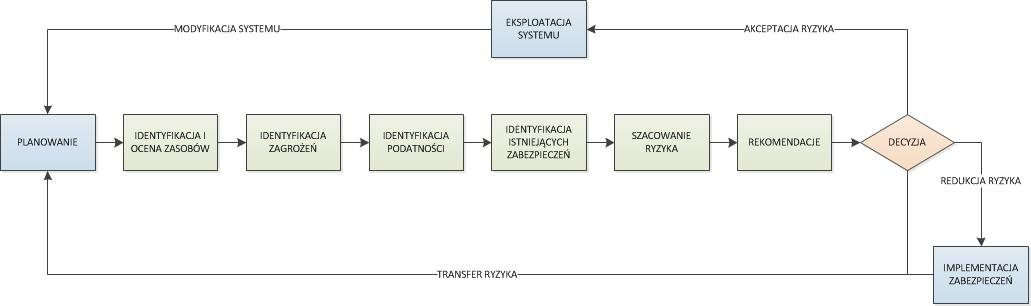 EKSPLOATACJA
SYSTEMU
MODYFIKACJA SYSTEMU
AKCEPTACJA RYZYKA
PLANOWANIE
IDENTYFIKACJA I
OCENA ZASOBÓW
IDENTYFIKACJA
ZAGROŻEŃ
IDENTYFIKACJA
PODATNOŚCI
IDENTYFIKACJA
ISTNIEJĄCYCH
ZABEZPIECZEŃ
SZACOWANIE
RYZYKA
REKOMENDACJE
DECYZJA
REDUKCJA RYZYKA
TRANSFER RYZYKA
IMPLEMENTACJA
ZABEZPIECZEŃ